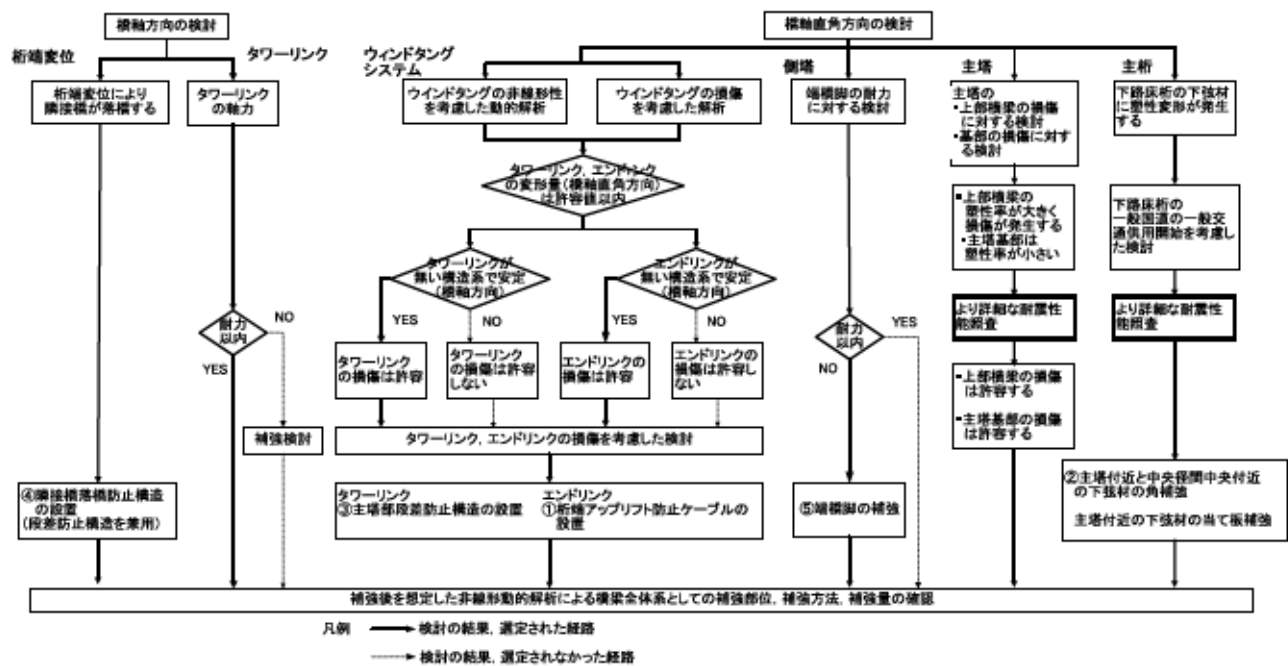 橋軸方向の検討
桁端変位
タワーリンク
桁端変位により
隣接橋が落橋する
タワーリンク
の軸力
耐力
以内
NO
YES
補強検討
④隣接橋落橋防止構造
の設置
(段差防止構造を兼用)
橋軸直角方向の検討
ウィンドタング
システム
ウインドタングの非線形性
を考慮した動的解析
ウインドタングの損傷
を考慮した解析
タワーリンク, エンドリンク
の変形量(橋軸直角方向)
は許容値以内
タワーリンクが
無い構造系で安定
(橋軸方向)
エンドリンクが
無い構造系で安定
(橋軸方向)
YES
NO
YES
NO
タワーリンク
の損傷は許容
タワーリンク
の損傷は許容
しない
エンドリンクの
損傷は許容
エンドリンクの
損傷は許容し
ない
タワーリンク, エンドリンクの損傷を考慮した検討
タワーリンク
③主塔部段差防止構造の設置
エンドリンク
①桁端アップリフト防止ケーブルの
設置
側塔
端橋脚の耐力
に対する検討
耐力
以内
YES
NO
⑤端橋脚の補強
主塔
主塔の
・上部横梁の損傷
に対する検討
・基部の損傷に対す
る検討
▪上部横梁の
塑性率が大きく
損傷が発生する
・主塔基部は
塑性率が小さい
より詳細な耐震性
能照査
▪上部横梁の損傷
は許容する
▪主塔基部の損傷
は許容する
主桁
下路床桁の下弦材
に塑性変形が発生
する
下路床桁の
一般国道の一般交
通供用開始を考慮し
た検討
より詳細な耐震性
能照査
②主塔付近と中央径間中央付近
の下弦材の角補強
主塔付近の下弦材の当て板補強
補強後を想定した非線形動的解析による橋梁全体系としての補強部位, 補強方法, 補強量の確認
凡例
検討の結果, 選定された経路
検討の結果, 選定されなかった経路